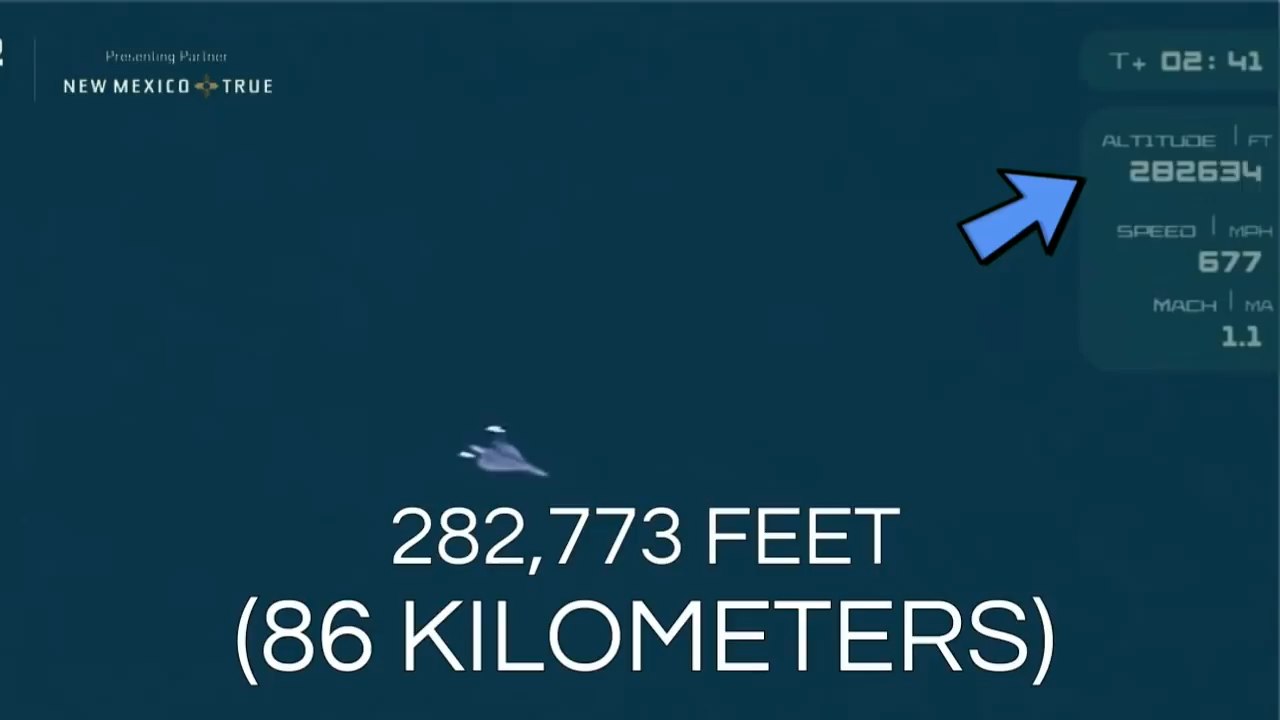 Presenting Partner
NEW MEXICO TRUE
T+ 02:41
ALTITUDE | FT
282634
SPEED | MPH
677
MACH | MA
1.1
282,773 FEET
(86 KILOMETERS)